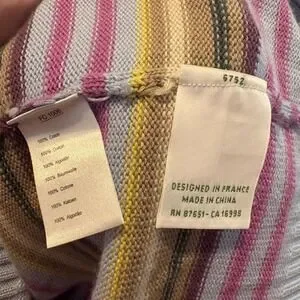 100% Cotton
100% Coton
100% Algodón
100% Baumwolle
100% Cotone
100% Katoen
100% Algodão
6752
DESIGNED IN FRANCE
MADE IN CHINA
RN 87651-CA 16998